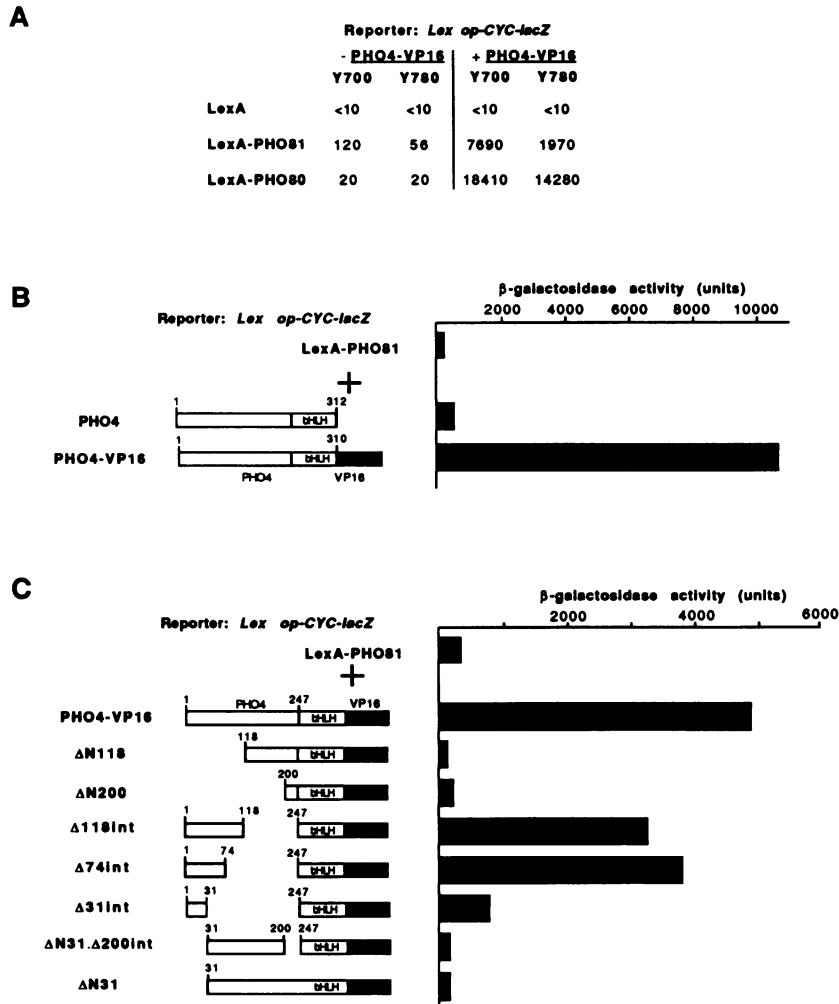 A
Reporter: Lex op-CYC-lacZ
- PHO4-VP16 + PHO4-VP16
Y700 Y780 Y700 Y780
LexA <10 <10 <10 <10
LexA-PHO81 120 56 7690 1970
LexA-PHO80 20 20 18410 14280
B
β-galactosidase activity (units)
2000 4000 6000 8000 10000
Reporter: Lex op-CYC-lacZ
LexA-PHO81
+
1 312
PHO4 bHLH
1 310
PHO4-VP16 bHLH
PHO4 VP16
C
β-galactosidase activity (units)
2000 4000 6000
Reporter: Lex op-CYC-lacZ
LexA-PHO81
+
1 PHO4 247 VP16
PHO4-VP16 bHLH
118
ΔN118 bHLH
200
ΔN200 bHLH
1 118 247
Δ118int bHLH
1 74 247
Δ74int bHLH
1 31 247
Δ31int bHLH
31 200 247
ΔN31.Δ200int bHLH
31
ΔN31 bHLH